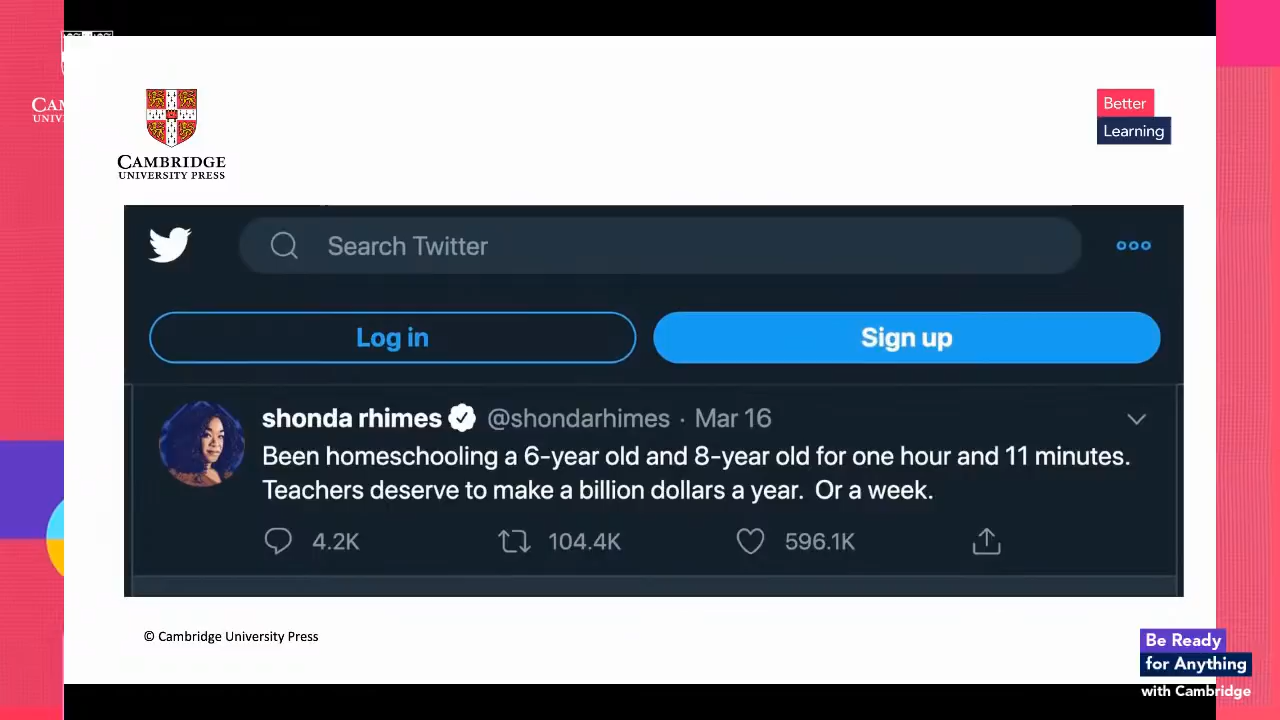 CAMBRIDGE
UNIVERSITY PRESS
Better
Learning
Search Twitter
Log in
Sign up
shonda rhimes @shondarhimes · Mar 16
Been homeschooling a 6-year old and 8-year old for one hour and 11 minutes.
Teachers deserve to make a billion dollars a year. Or a week.
4.2K 104.4K 596.1K
© Cambridge University Press
Be Ready
for Anything
with Cambridge